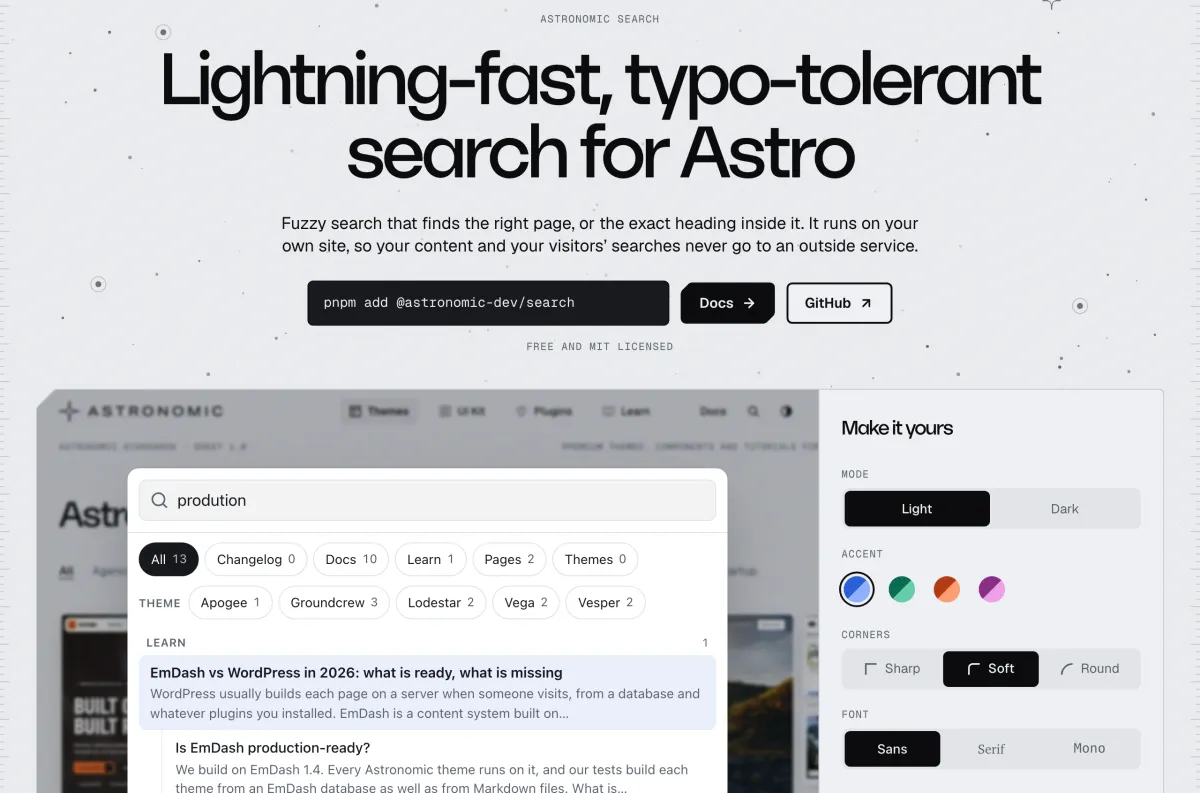 ASTRONOMIC SEARCH
Lightning-fast, typo-tolerant
search for Astro
Fuzzy search that finds the right page, or the exact heading inside it. It runs on your
own site, so your content and your visitors’ searches never go to an outside service.
pnpm add @astronomic-dev/search
Docs →
GitHub ↗
FREE AND MIT LICENSED
ASTRONOMIC
Themes
UI Kit
Plugins
Learn
Docs
Astr
prodution
All 13
Changelog 0
Docs 10
Learn 1
Pages 2
Themes 0
THEME
Apogee 1
Groundcrew 3
Lodestar 2
Vega 2
Vesper 2
LEARN 1
EmDash vs WordPress in 2026: what is ready, what is missing
WordPress usually builds each page on a server when someone visits, from a database and
whatever plugins you installed. EmDash is a content system built on...
Is EmDash production-ready?
We build on EmDash 1.4. Every Astronomic theme runs on it, and our tests build each
theme from an EmDash database as well as from Markdown files. What is...
BUILT
BUILT
Make it yours
MODE
Light
Dark
ACCENT
CORNERS
Sharp
Soft
Round
FONT
Sans
Serif
Mono